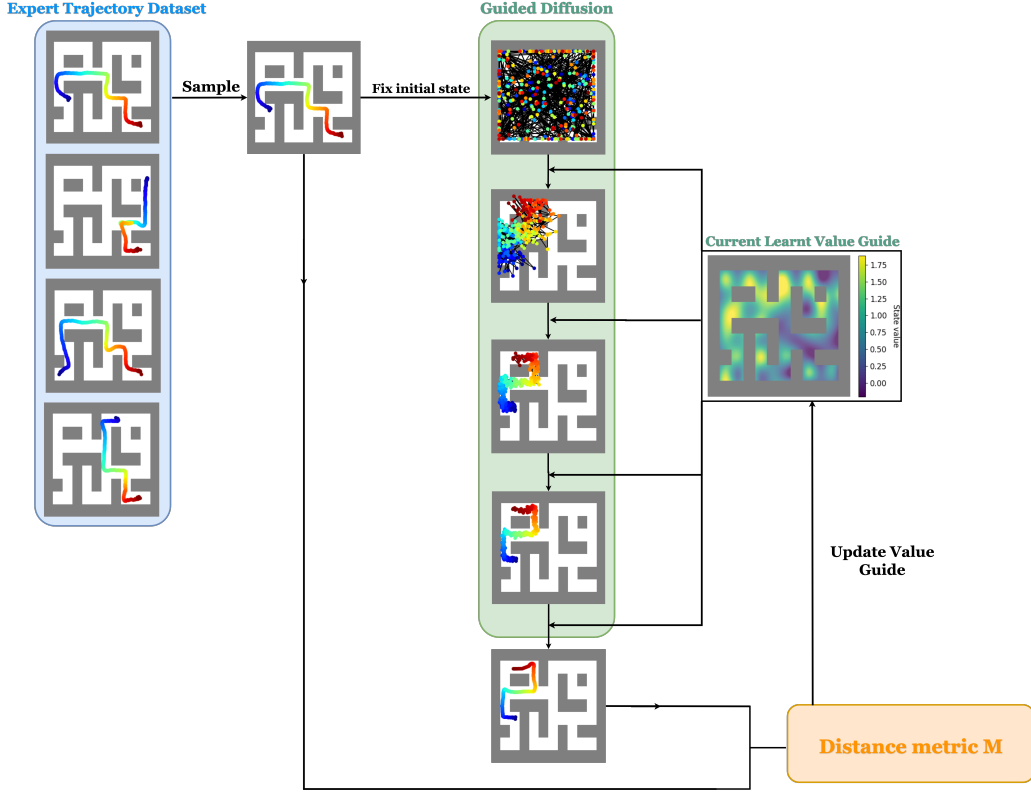 Expert Trajectory Dataset
Guided Diffusion
Sample
Fix initial state
Current Learnt Value Guide
1.75
1.50
1.25
1.00
0.75
0.50
0.25
0.00
State value
Update Value
Guide
Distance metric M